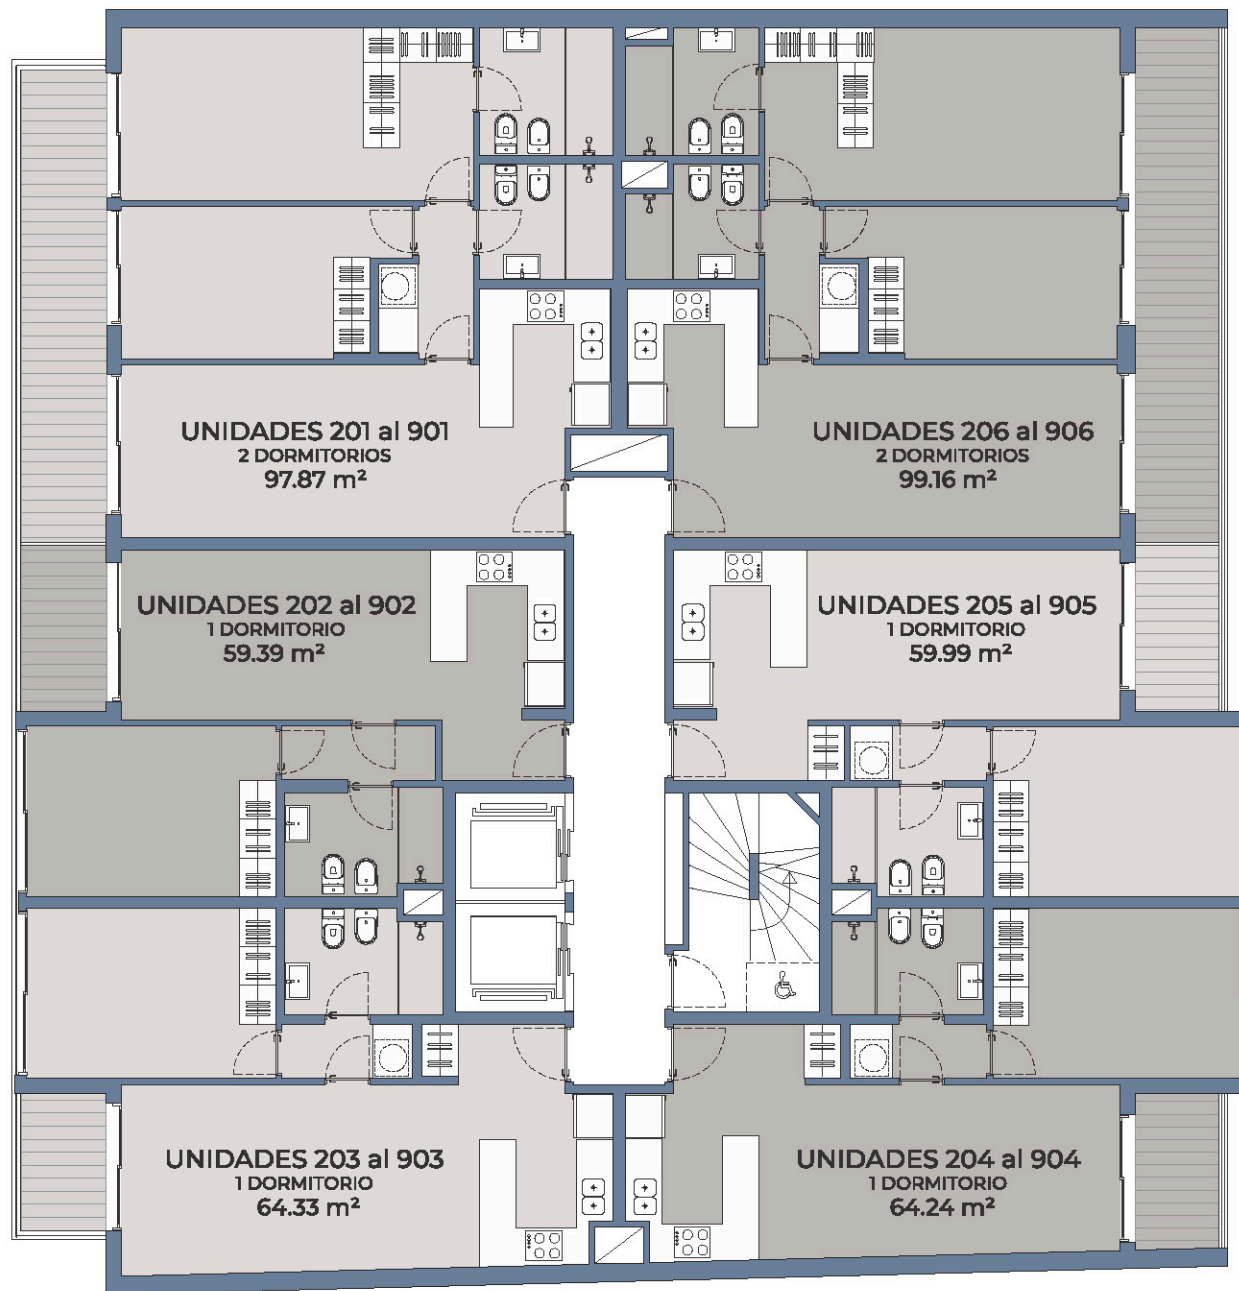 UNIDADES 201 al 901
2 DORMITORIOS
97.87 m²
UNIDADES 206 al 906
2 DORMITORIOS
99.16 m²
UNIDADES 202 al 902
1 DORMITORIO
59.39 m²
UNIDADES 205 al 905
1 DORMITORIO
59.99 m²
UNIDADES 203 al 903
1 DORMITORIO
64.33 m²
UNIDADES 204 al 904
1 DORMITORIO
64.24 m²